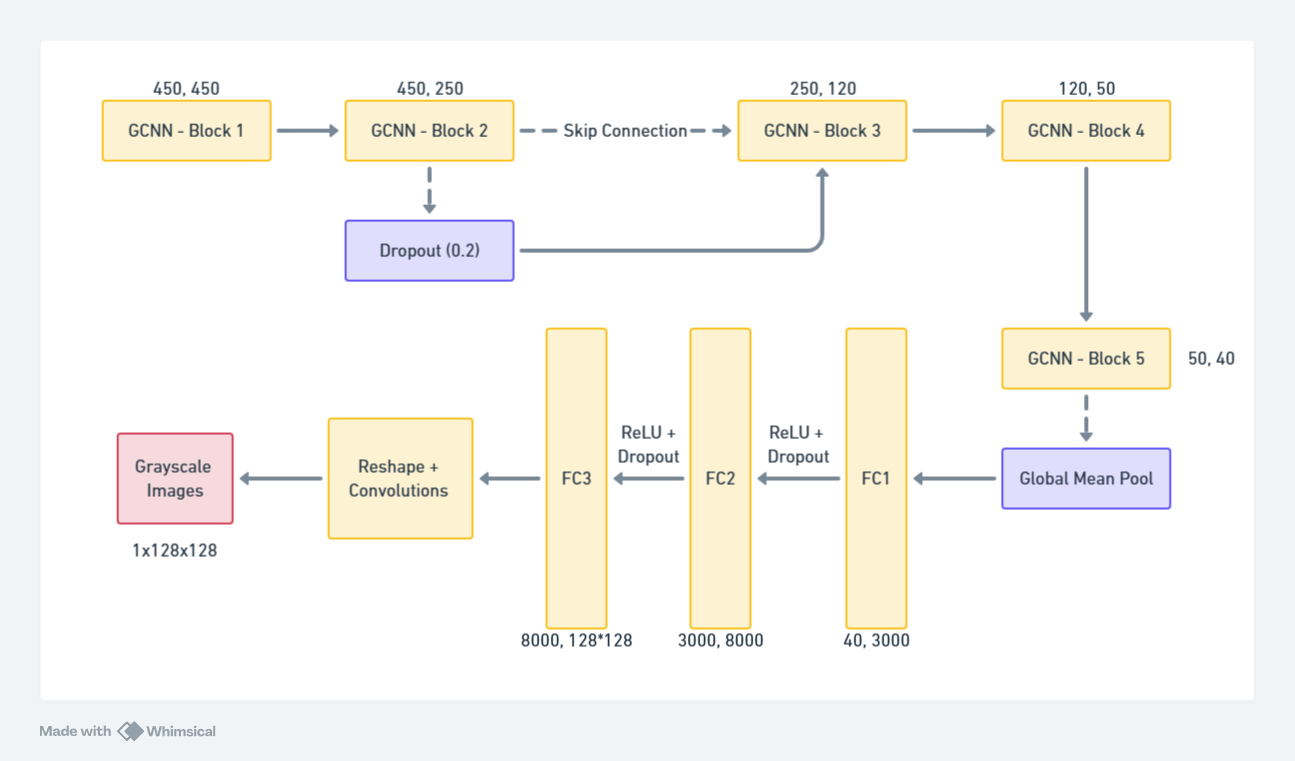 450, 450
GCNN - Block 1
450, 250
GCNN - Block 2
Skip Connection
250, 120
GCNN - Block 3
120, 50
GCNN - Block 4
Dropout (0.2)
GCNN - Block 5
50, 40
Global Mean Pool
FC1
40, 3000
ReLU +
Dropout
FC2
3000, 8000
ReLU +
Dropout
FC3
8000, 128*128
Reshape +
Convolutions
Grayscale
Images
1x128x128
Made with Whimsical